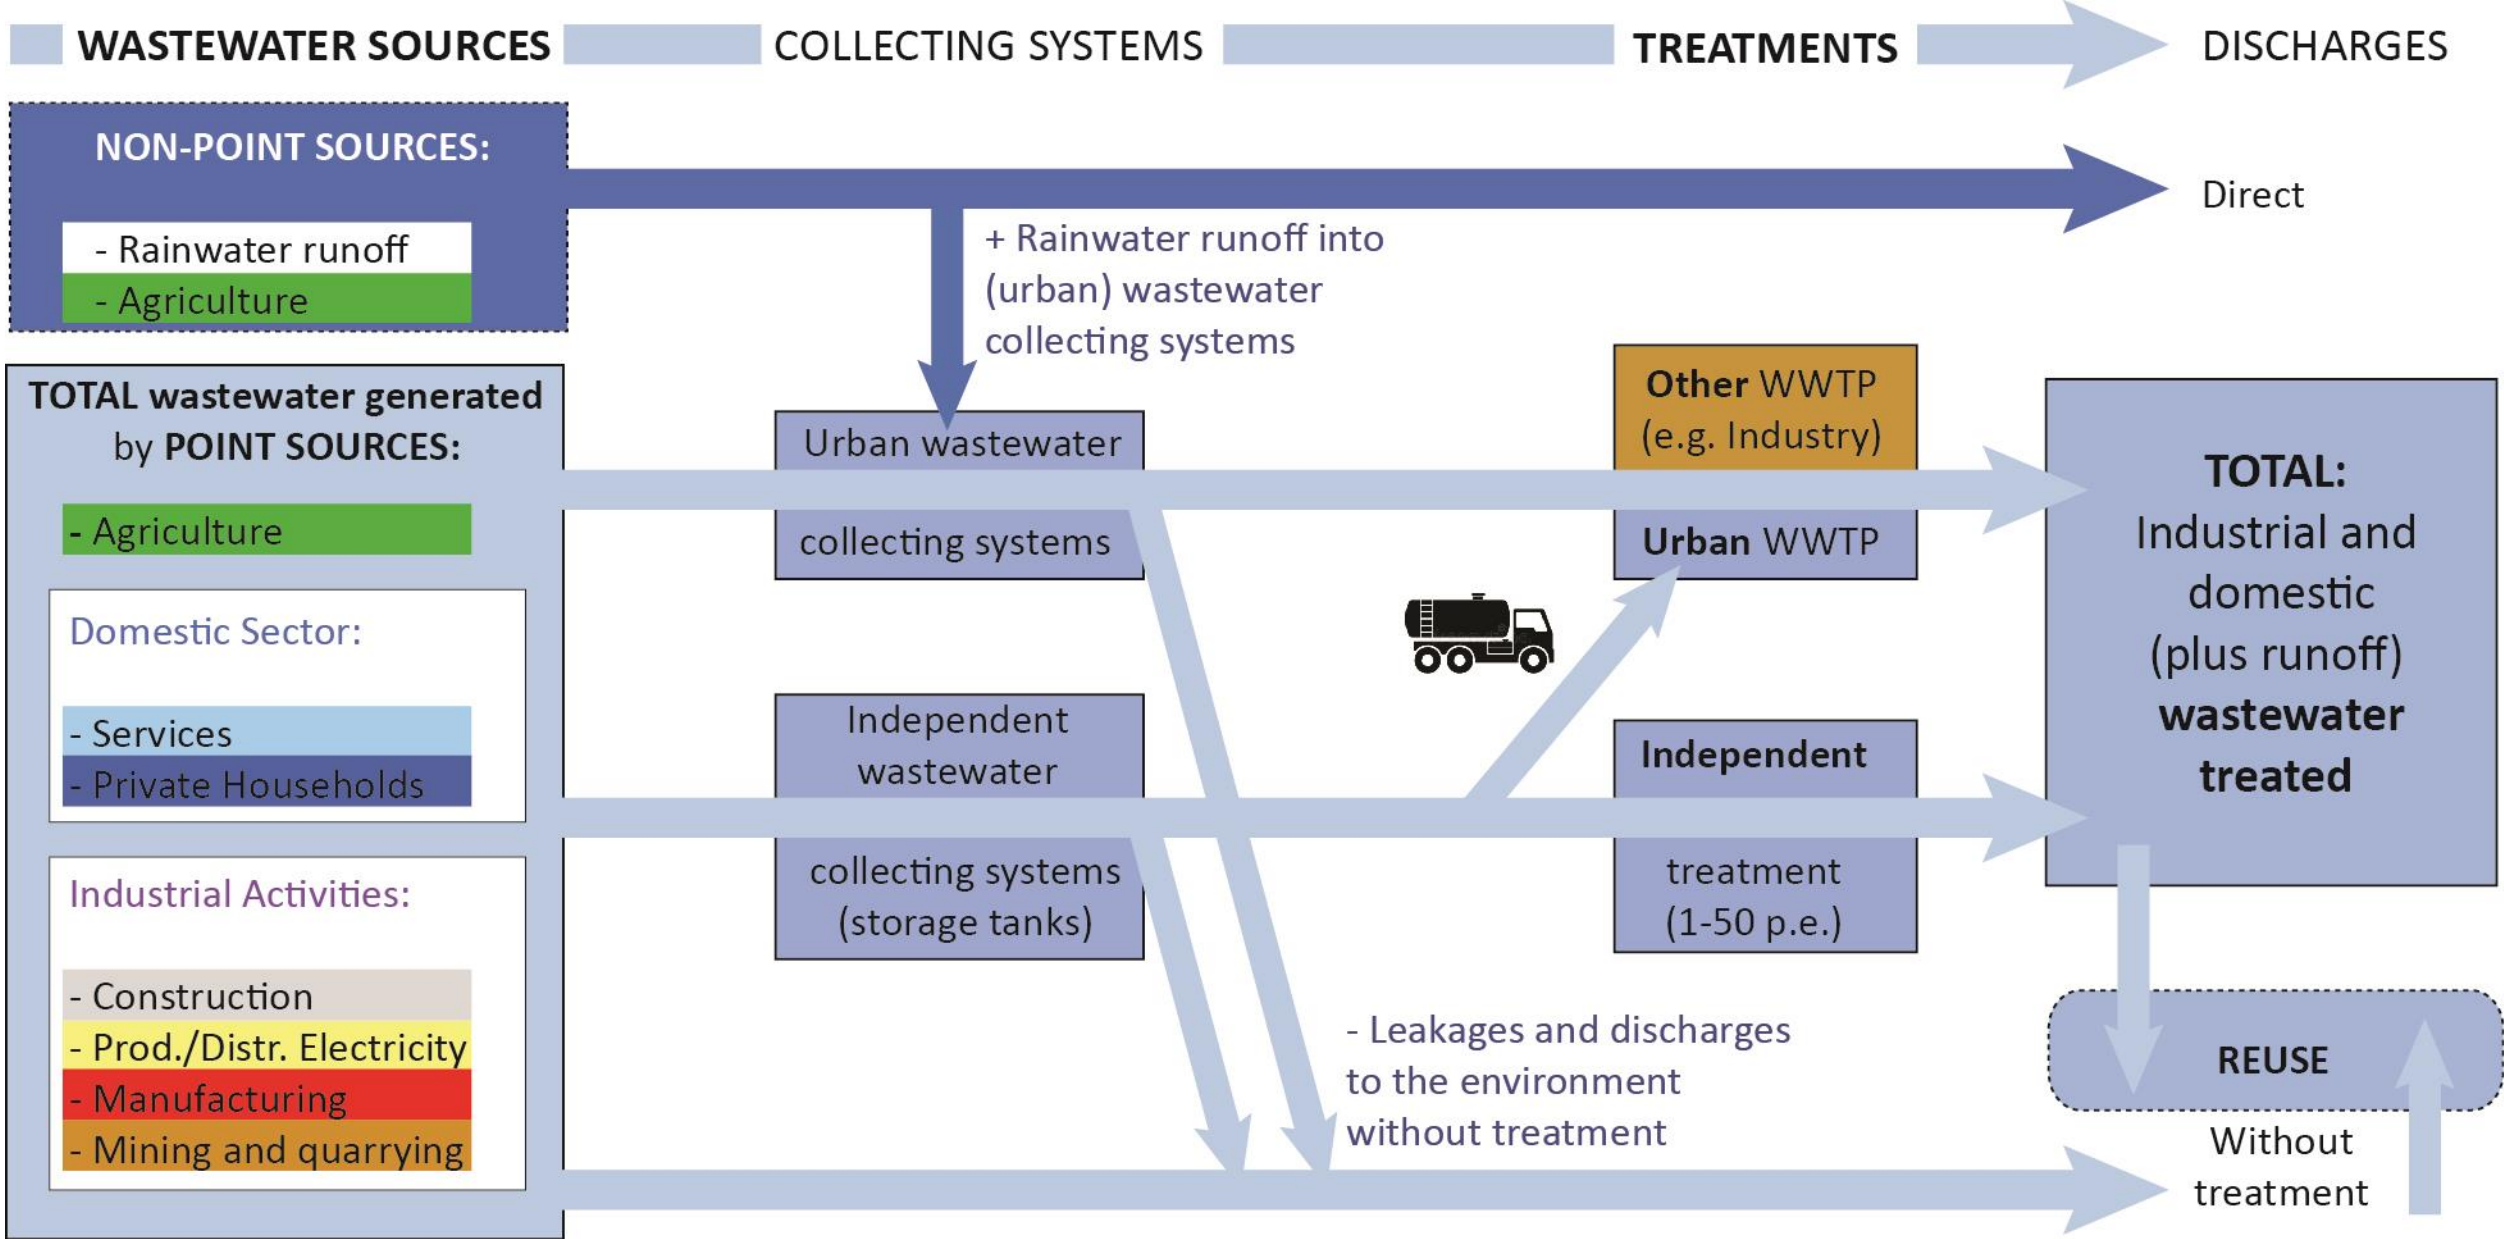 WASTEWATER SOURCES
COLLECTING SYSTEMS
TREATMENTS
DISCHARGES
NON-POINT SOURCES:
- Rainwater runoff
- Agriculture
Direct
+ Rainwater runoff into
(urban) wastewater
collecting systems
TOTAL wastewater generated
by POINT SOURCES:
- Agriculture
Domestic Sector:
- Services
- Private Households
Industrial Activities:
- Construction
- Prod./Distr. Electricity
- Manufacturing
- Mining and quarrying
Urban wastewater
collecting systems
Independent
wastewater
collecting systems
(storage tanks)
- Leakages and discharges
to the environment
without treatment
Other WWTP
(e.g. Industry)
Urban WWTP
Independent
treatment
(1-50 p.e.)
TOTAL:
Industrial and
domestic
(plus runoff)
wastewater
treated
REUSE
Without
treatment